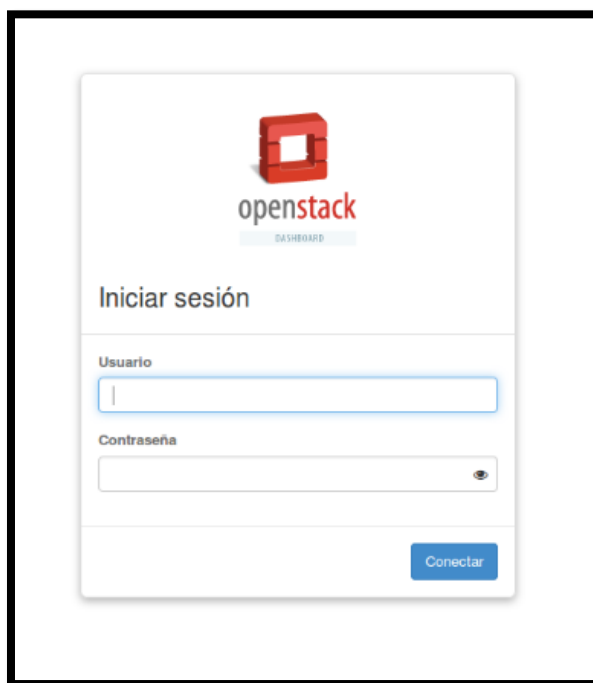 openstack
DASHBOARD
Iniciar sesión
Usuario
Contraseña
Conectar